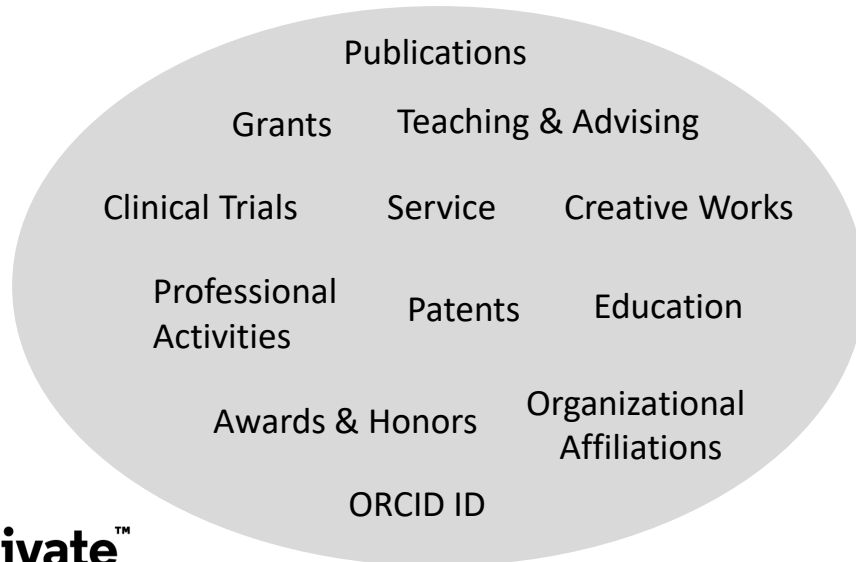 Publications
Grants
Teaching & Advising
Clinical Trials
Service
Creative Works
Professional
Activities
Patents
Education
Awards & Honors
Organizational
Affiliations
ORCID ID
ivate™